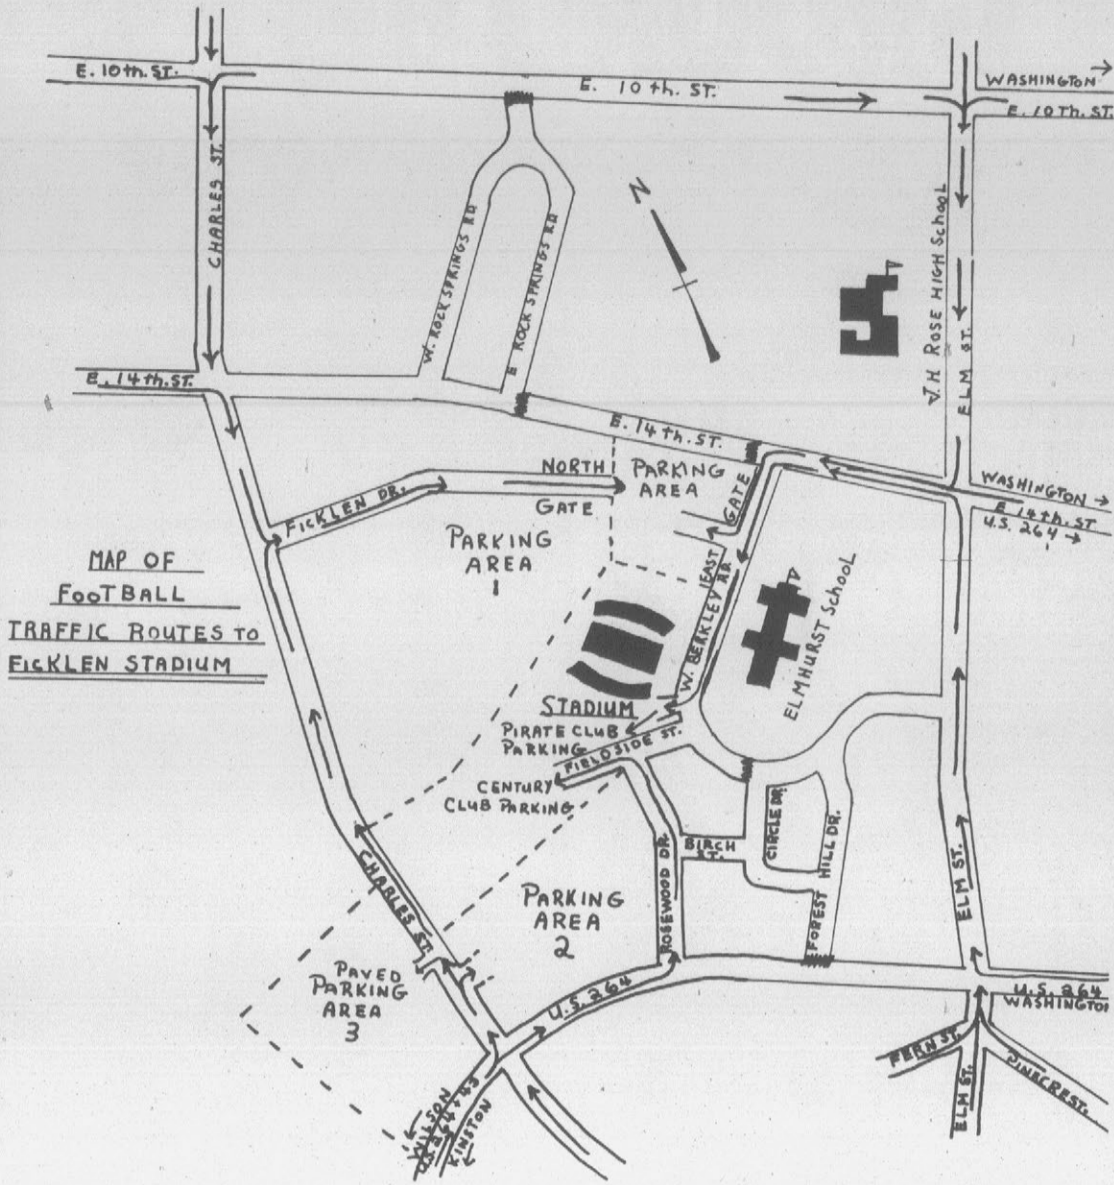 E. 10th. ST.
E. 10th. ST.
WASHINGTON
E. 10th. ST.
CHARLES ST.
N
W. ROCK SPRINGS RD
E ROCK SPRINGS RD
J. H ROSE HIGH School
ELM ST.
E. 14th. ST.
E. 14th. ST.
NORTH
GATE
PARKING
AREA
EAST GATE
WASHINGTON
E 14th. ST
U.S. 264
FICKLEN DR.
PARKING
AREA
1
MAP OF
FOOTBALL
TRAFFIC ROUTES TO
FICKLEN STADIUM
W. BERKLEY RD.
ELMHURST School
STADIUM
PIRATE CLUB
PARKING
FIELDSIDE ST.
CENTURY
CLUB PARKING
CIRCLE DR.
BIRCH
ST.
FOREST HILL DR.
ROSEWOOD DR.
ELM ST.
CHARLES ST.
PARKING
AREA
2
PAVED
PARKING
AREA
3
U.S. 264
U.S. 264
WASHINGTON
FERN ST.
ELM ST.
PINECREST.
WILSON
U.S. 264+43
KINSTON